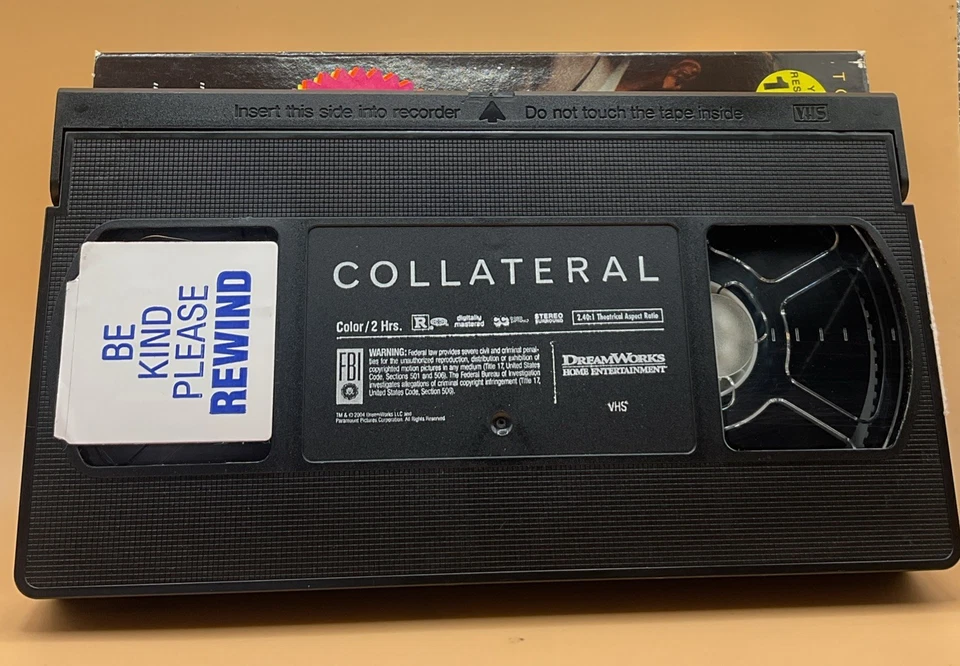 Insert this side into recorder Do not touch the tape inside VHS
BE
KIND
PLEASE
REWIND
COLLATERAL
Color/2 Hrs. R digitally mastered STEREO SURROUND 2.40:1 Theatrical Aspect Ratio
FBI
WARNING: Federal law provides severe civil and criminal penal-
ties for the unauthorized reproduction, distribution or exhibition of
copyrighted motion pictures in any medium (Title 17, United States
Code, Sections 501 and 506). The Federal Bureau of Investigation
investigates allegations of criminal copyright infringement (Title 17,
United States Code, Section 506).
TM & © 2004 DreamWorks LLC and
Paramount Pictures Corporation. All Rights Reserved.
DREAMWORKS
HOME ENTERTAINMENT
VHS